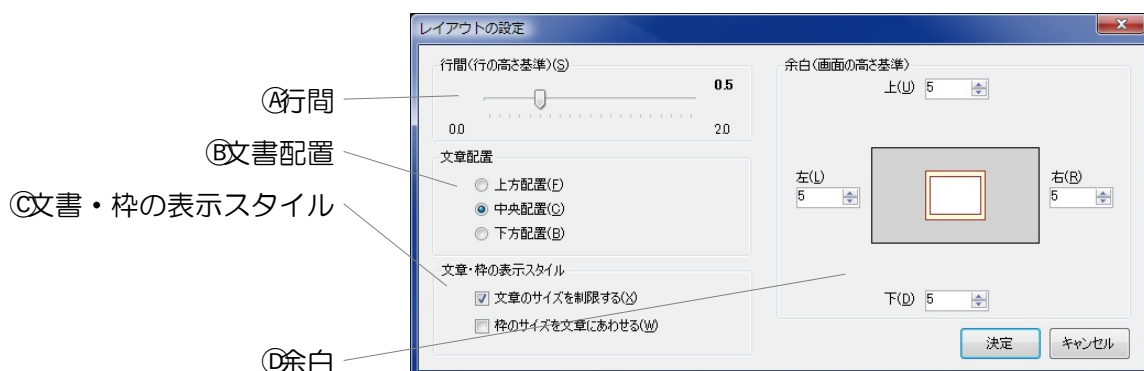 レイアウトの設定
行間(行の高さ基準)(S)
0.5
0.0
2.0
文章配置
上方配置(F)
中央配置(C)
下方配置(B)
文章・枠の表示スタイル
文章のサイズを制限する(X)
枠のサイズを文章にあわせる(W)
余白(画面の高さ基準)
上(U) 5
左(L)
5
右(R)
5
下(D) 5
決定
キャンセル
Ⓐ行間
Ⓑ文書配置
Ⓒ文書・枠の表示スタイル
Ⓓ余白